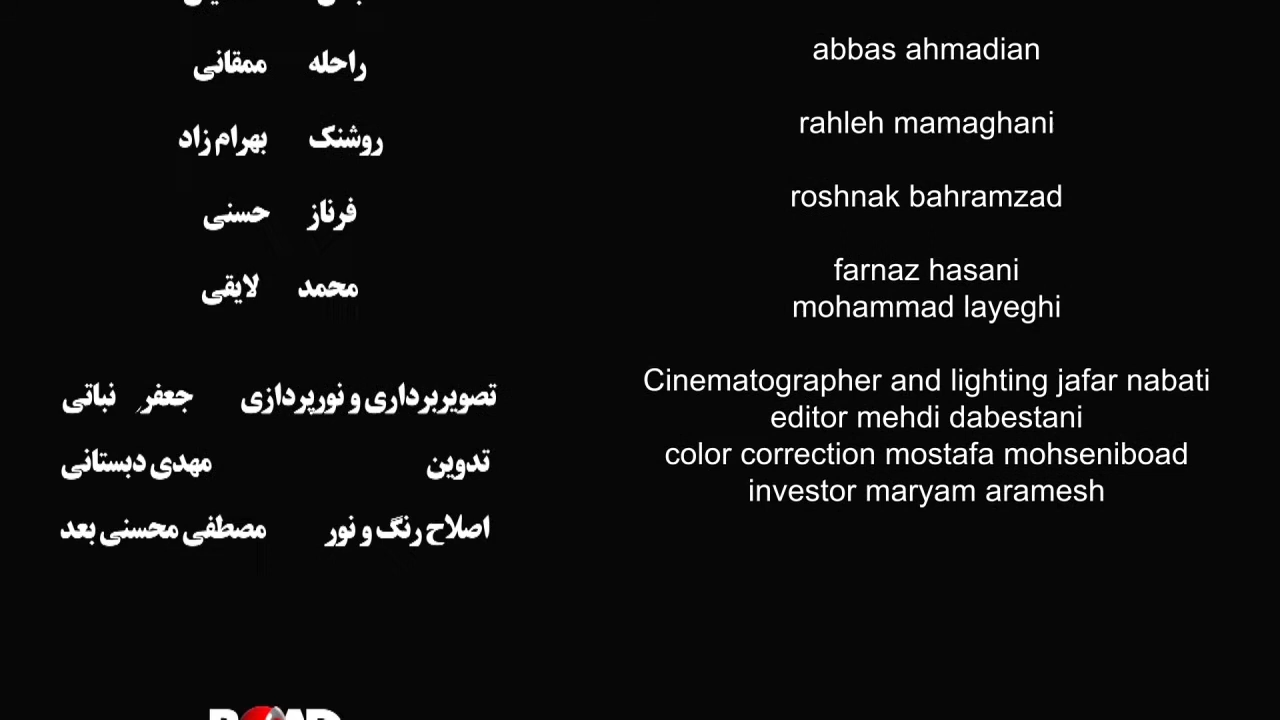 راحله ممقانی
روشنک بهرام زاد
فرناز حسنی
محمد لایقی
تصویربرداری و نورپردازی جعفر نباتی
تدوین مهدی دبستانی
اصلاح رنگ و نور مصطفی محسنی بعد
abbas ahmadian
rahleh mamaghani
roshnak bahramzad
farnaz hasani
mohammad layeghi
Cinematographer and lighting jafar nabati
editor mehdi dabestani
color correction mostafa mohseniboad
investor maryam aramesh